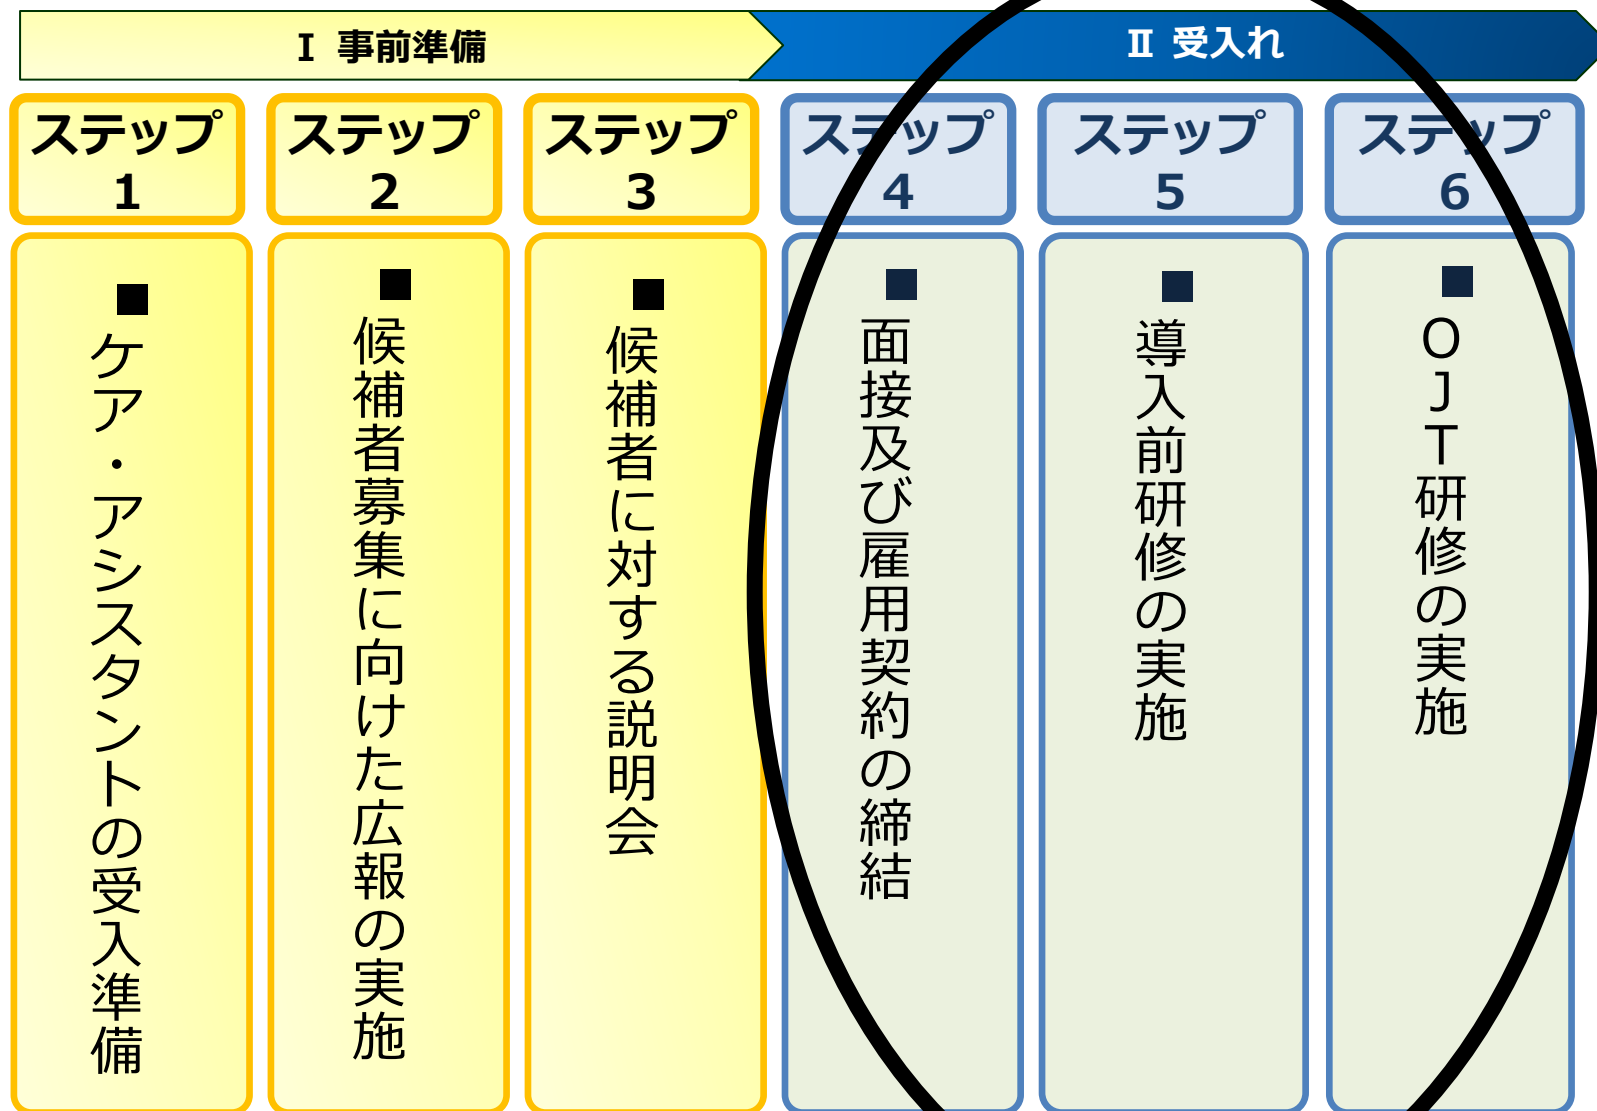 Ⅰ 事前準備
Ⅱ 受入れ
ステップ
1
ステップ
2
ステップ
3
ステップ
4
ステップ
5
ステップ
6
■ケア・アシスタントの受入準備
■候補者募集に向けた広報の実施
■候補者に対する説明会
■面接及び雇用契約の締結
■導入前研修の実施
■OJT研修の実施